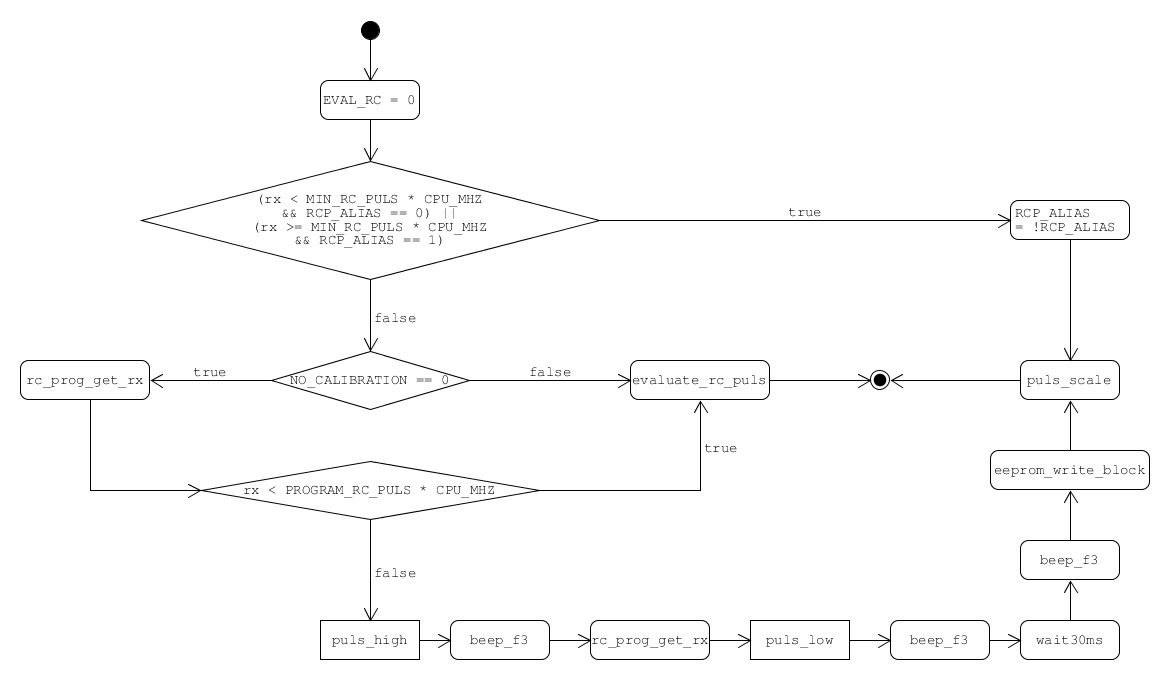 EVAL_RC = 0
(rx < MIN_RC_PULS * CPU_MHZ
&& RCP_ALIAS == 0) ||
(rx >= MIN_RC_PULS * CPU_MHZ
&& RCP_ALIAS == 1)
true
RCP_ALIAS
= !RCP_ALIAS
false
rc_prog_get_rx
true
NO_CALIBRATION == 0
false
evaluate_rc_puls
puls_scale
true
eeprom_write_block
rx < PROGRAM_RC_PULS * CPU_MHZ
false
beep_f3
puls_high
beep_f3
rc_prog_get_rx
puls_low
beep_f3
wait30ms